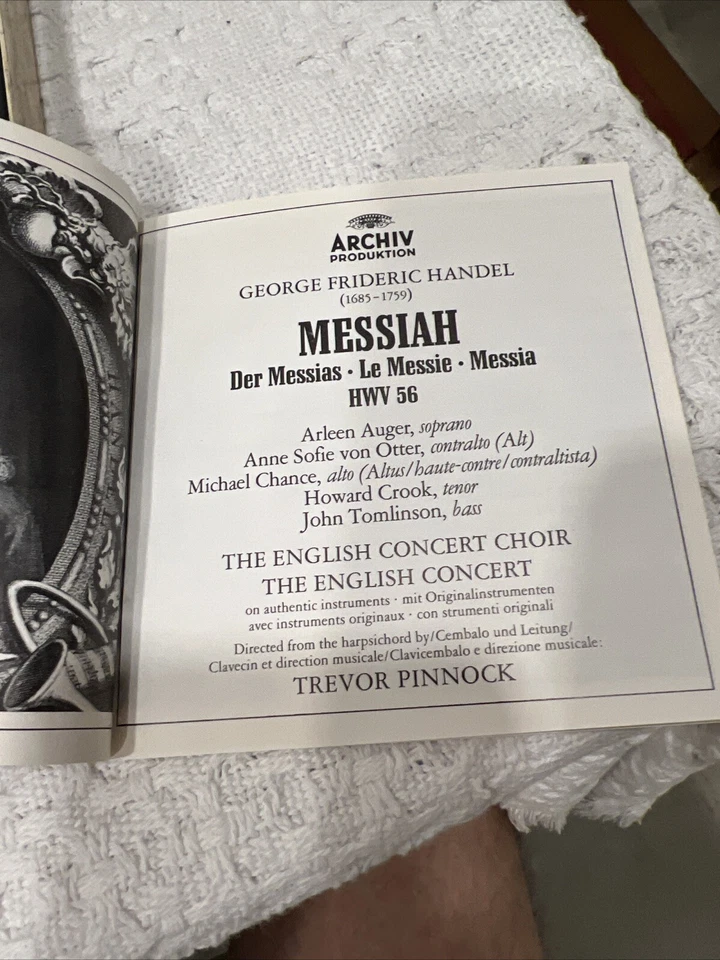 ARCHIV
PRODUKTION
GEORGE FRIDERIC HANDEL
(1685–1759)
MESSIAH
Der Messias · Le Messie · Messia
HWV 56
Arleen Auger, soprano
Anne Sofie von Otter, contralto (Alt)
Michael Chance, alto (Altus/haute-contre/contraltista)
Howard Crook, tenor
John Tomlinson, bass
THE ENGLISH CONCERT CHOIR
THE ENGLISH CONCERT
on authentic instruments · mit Originalinstrumenten
avec instruments originaux · con strumenti originali
Directed from the harpsichord by/Cembalo und Leitung/
Clavecin et direction musicale/Clavicembalo e direzione musicale:
TREVOR PINNOCK